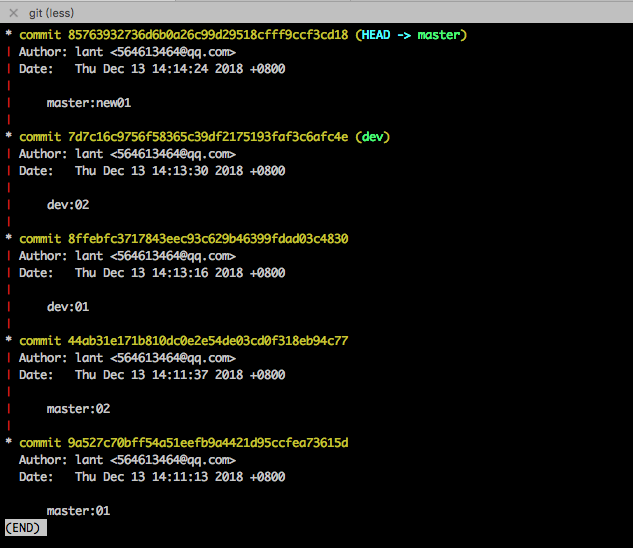 git (less)
* commit 85763932736d6b0a26c99d29518cfff9ccf3cd18 (HEAD -> master)
| Author: lant <564613464@qq.com>
| Date:   Thu Dec 13 14:14:24 2018 +0800
|
|     master:new01
|
* commit 7d7c16c9756f58365c39df2175193faf3c6afc4e (dev)
| Author: lant <564613464@qq.com>
| Date:   Thu Dec 13 14:13:30 2018 +0800
|
|     dev:02
|
* commit 8ffebfc3717843eec93c629b46399fdad03c4830
| Author: lant <564613464@qq.com>
| Date:   Thu Dec 13 14:13:16 2018 +0800
|
|     dev:01
|
* commit 44ab31e171b810dc0e2e54de03cd0f318eb94c77
| Author: lant <564613464@qq.com>
| Date:   Thu Dec 13 14:11:37 2018 +0800
|
|     master:02
|
* commit 9a527c70bff54a51eefb9a4421d95ccfea73615d
  Author: lant <564613464@qq.com>
  Date:   Thu Dec 13 14:11:13 2018 +0800

      master:01
(END)